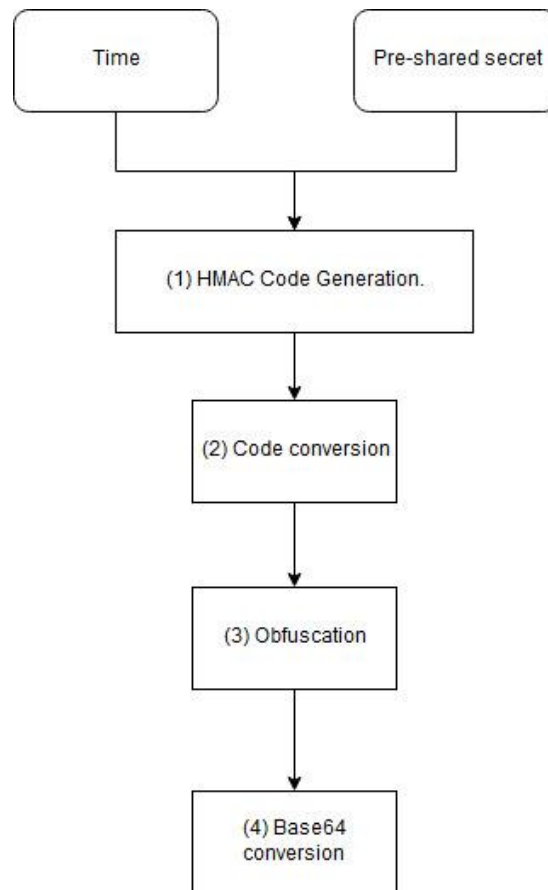 Time
Pre-shared secret
(1) HMAC Code Generation.
(2) Code conversion
(3) Obfuscation
(4) Base64
conversion